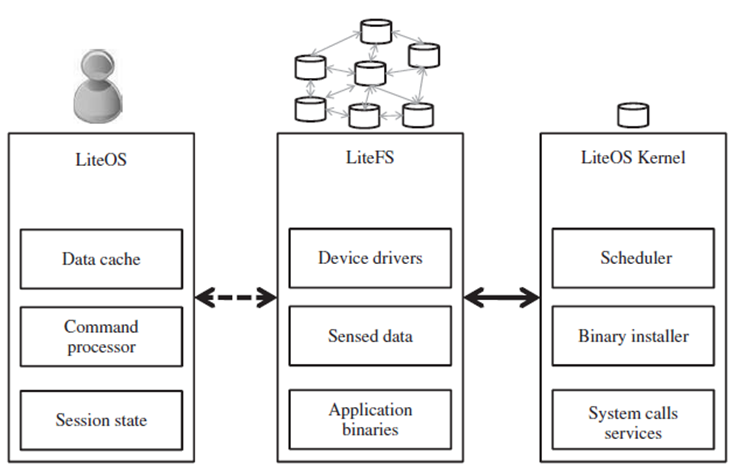 LiteOS
Data cache
Command
processor
Session state
LiteFS
Device drivers
Sensed data
Application
binaries
LiteOS Kernel
Scheduler
Binary installer
System calls
services